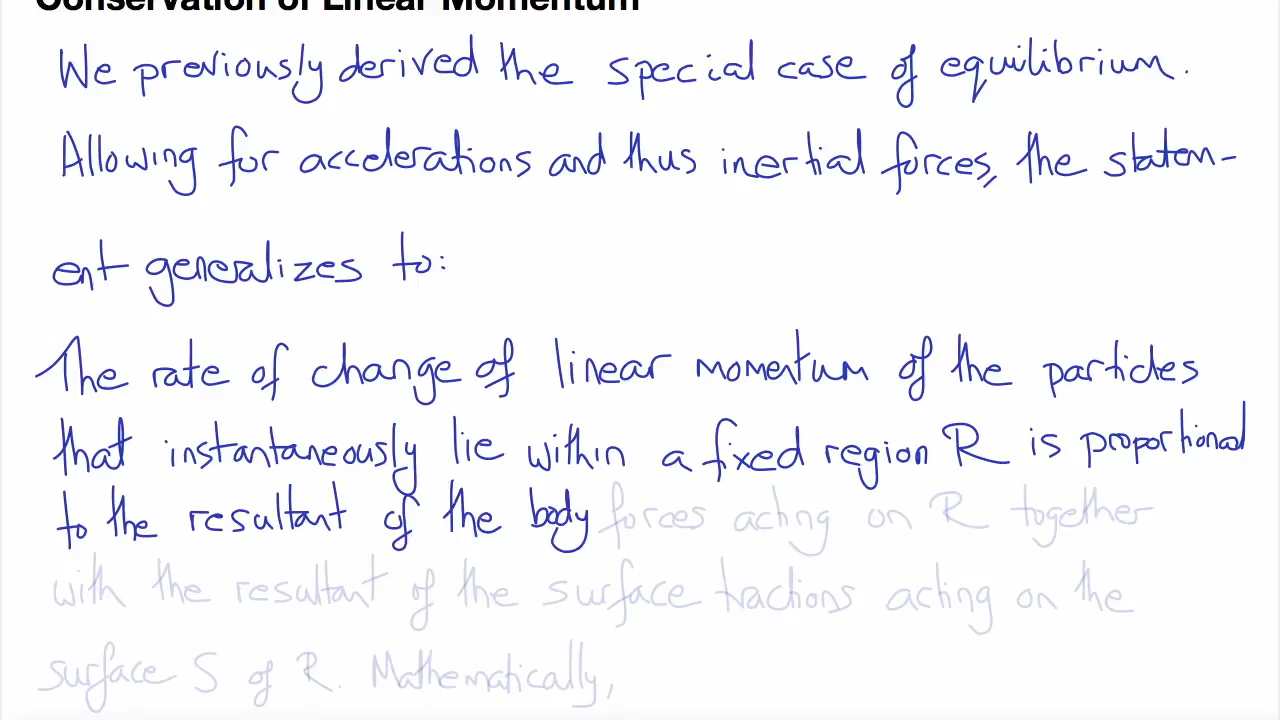 Conservation of Linear Momentum
We previously derived the special case of equilibrium.
Allowing for accelerations and thus inertial forces, the statem-
ent generalizes to:
The rate of change of linear momentum of the particles
that instantaneously lie within a fixed region R is proportional
to the resultant of the body forces acting on R together
with the resultant of the surface tractions acting on the
surface S of R. Mathematically,